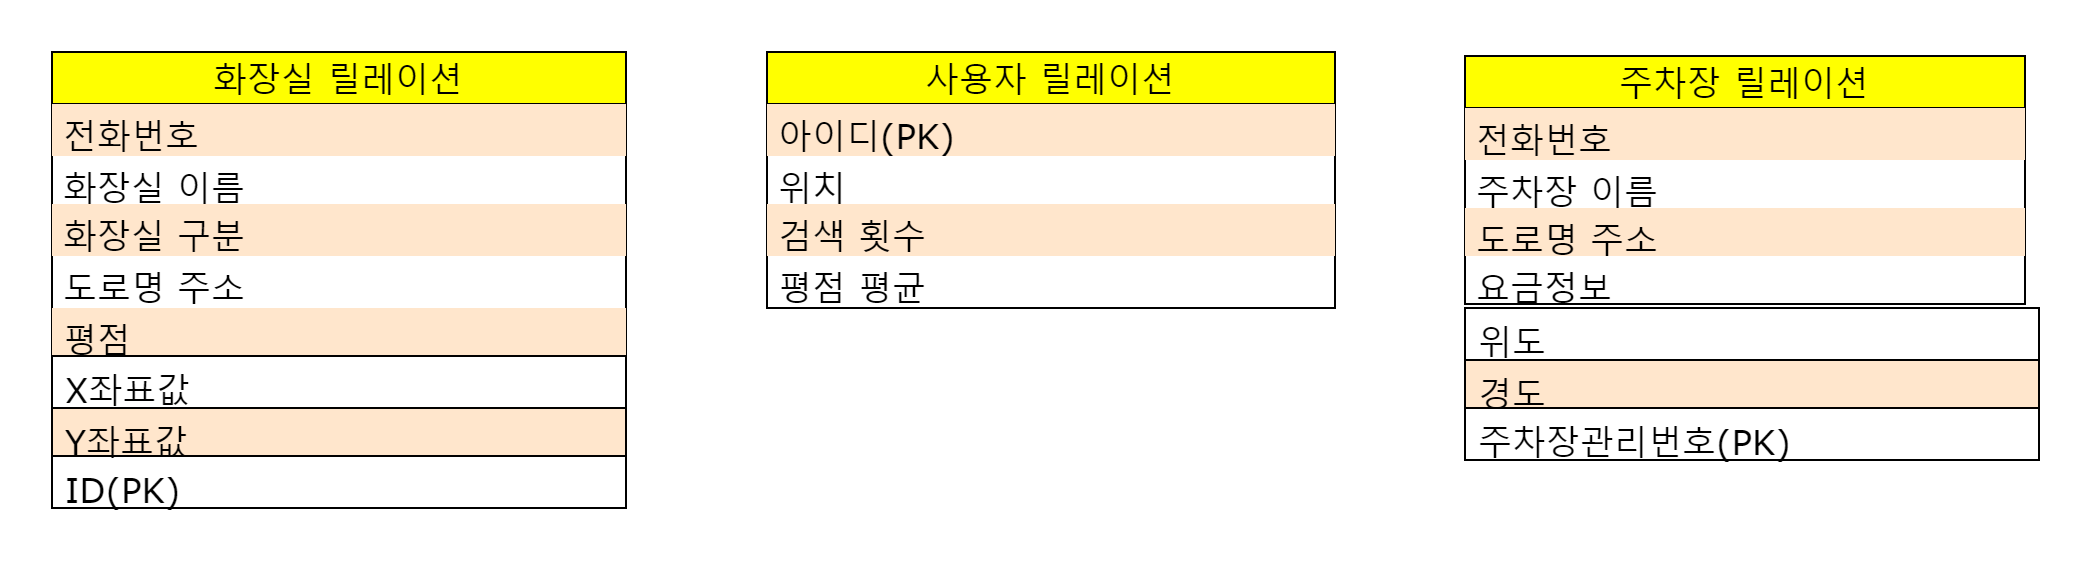 화장실 릴레이션
전화번호
화장실 이름
화장실 구분
도로명 주소
평점
X좌표값
Y좌표값
ID(PK)
사용자 릴레이션
아이디(PK)
위치
검색 횟수
평점 평균
주차장 릴레이션
전화번호
주차장 이름
도로명 주소
요금정보
위도
경도
주차장관리번호(PK)